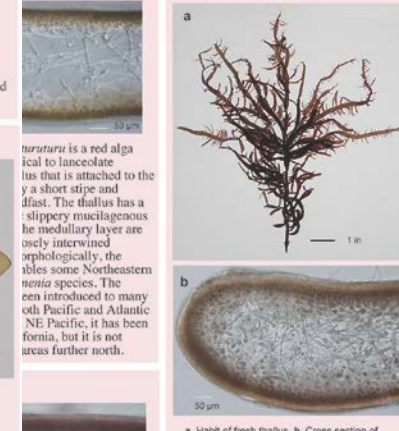 d
50 µm
turuturu is a red alga
ical to lanceolate
lus that is attached to the
y a short stipe and
dfast. The thallus has a
slippery mucilagenous
he medullary layer are
osely interwined
orphologically, the
bles some Northeastern
menia species. The
een introduced to many
oth Pacific and Atlantic
NE Pacific, it has been
fornia, but it is not
areas further north.
a
1 in
b
50 µm
a Habit of fresh thallus. b Cross section of